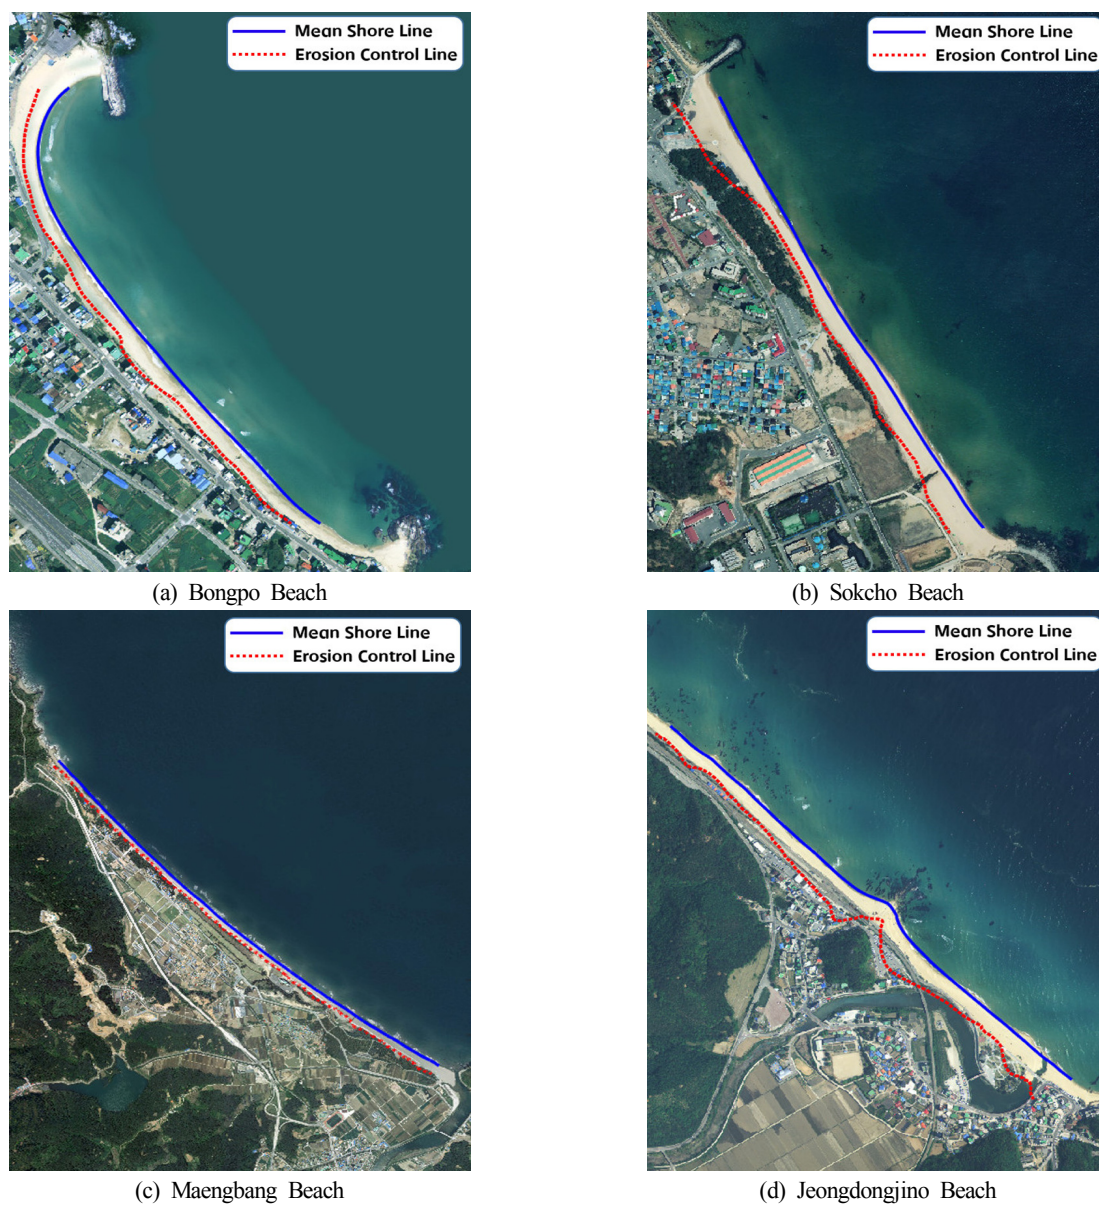 Mean Shore Line
Erosion Control Line
Mean Shore Line
Erosion Control Line
(a) Bongpo Beach
(b) Sokcho Beach
Mean Shore Line
Erosion Control Line
Mean Shore Line
Erosion Control Line
(c) Maengbang Beach
(d) Jeongdongjino Beach